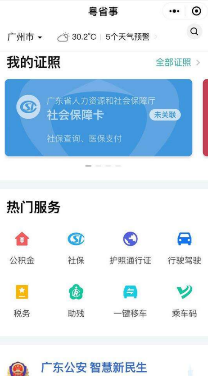 粤省事
广州市 30.2°C 5个天气预警
我的证照 全部证照
广东省人力资源和社会保障厅
社会保障卡 未关联
社保查询、医保支付
热门服务
公积金 社保 护照通行证 行驶驾驶
税务 助残 一键移车 乘车码
广东公安 智慧新民生